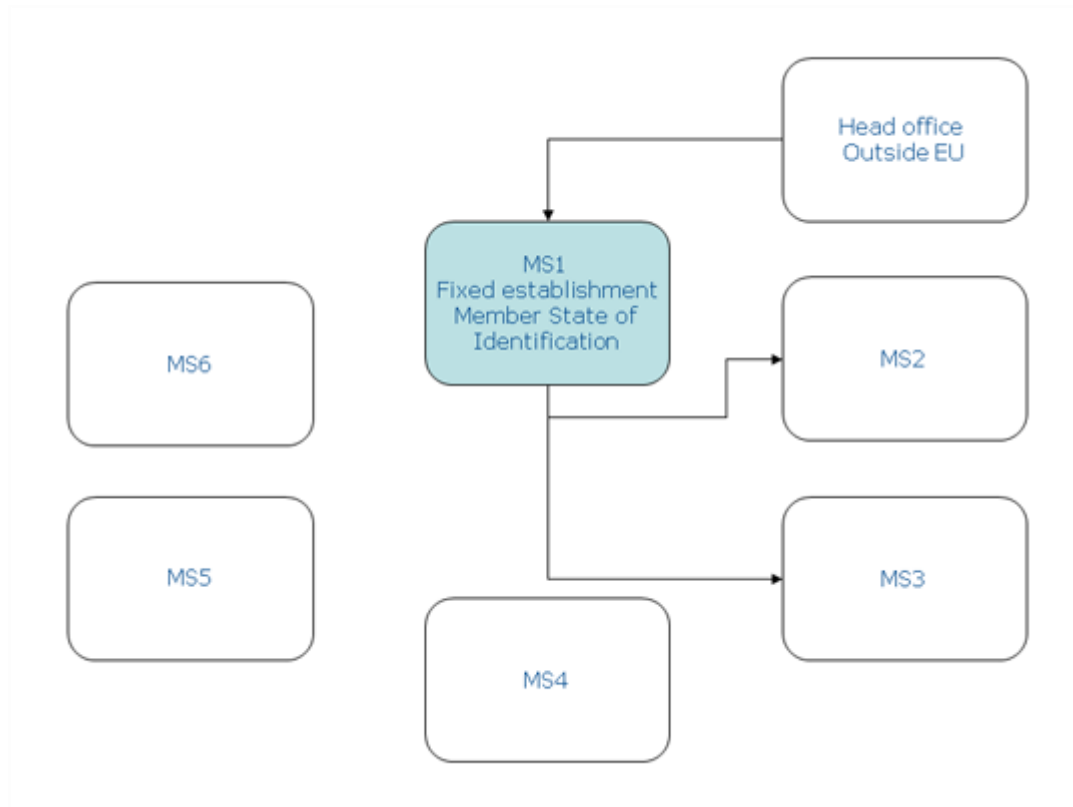 Head office
Outside EU
MS1
Fixed establishment
Member State of
Identification
MS6
MS2
MS5
MS3
MS4